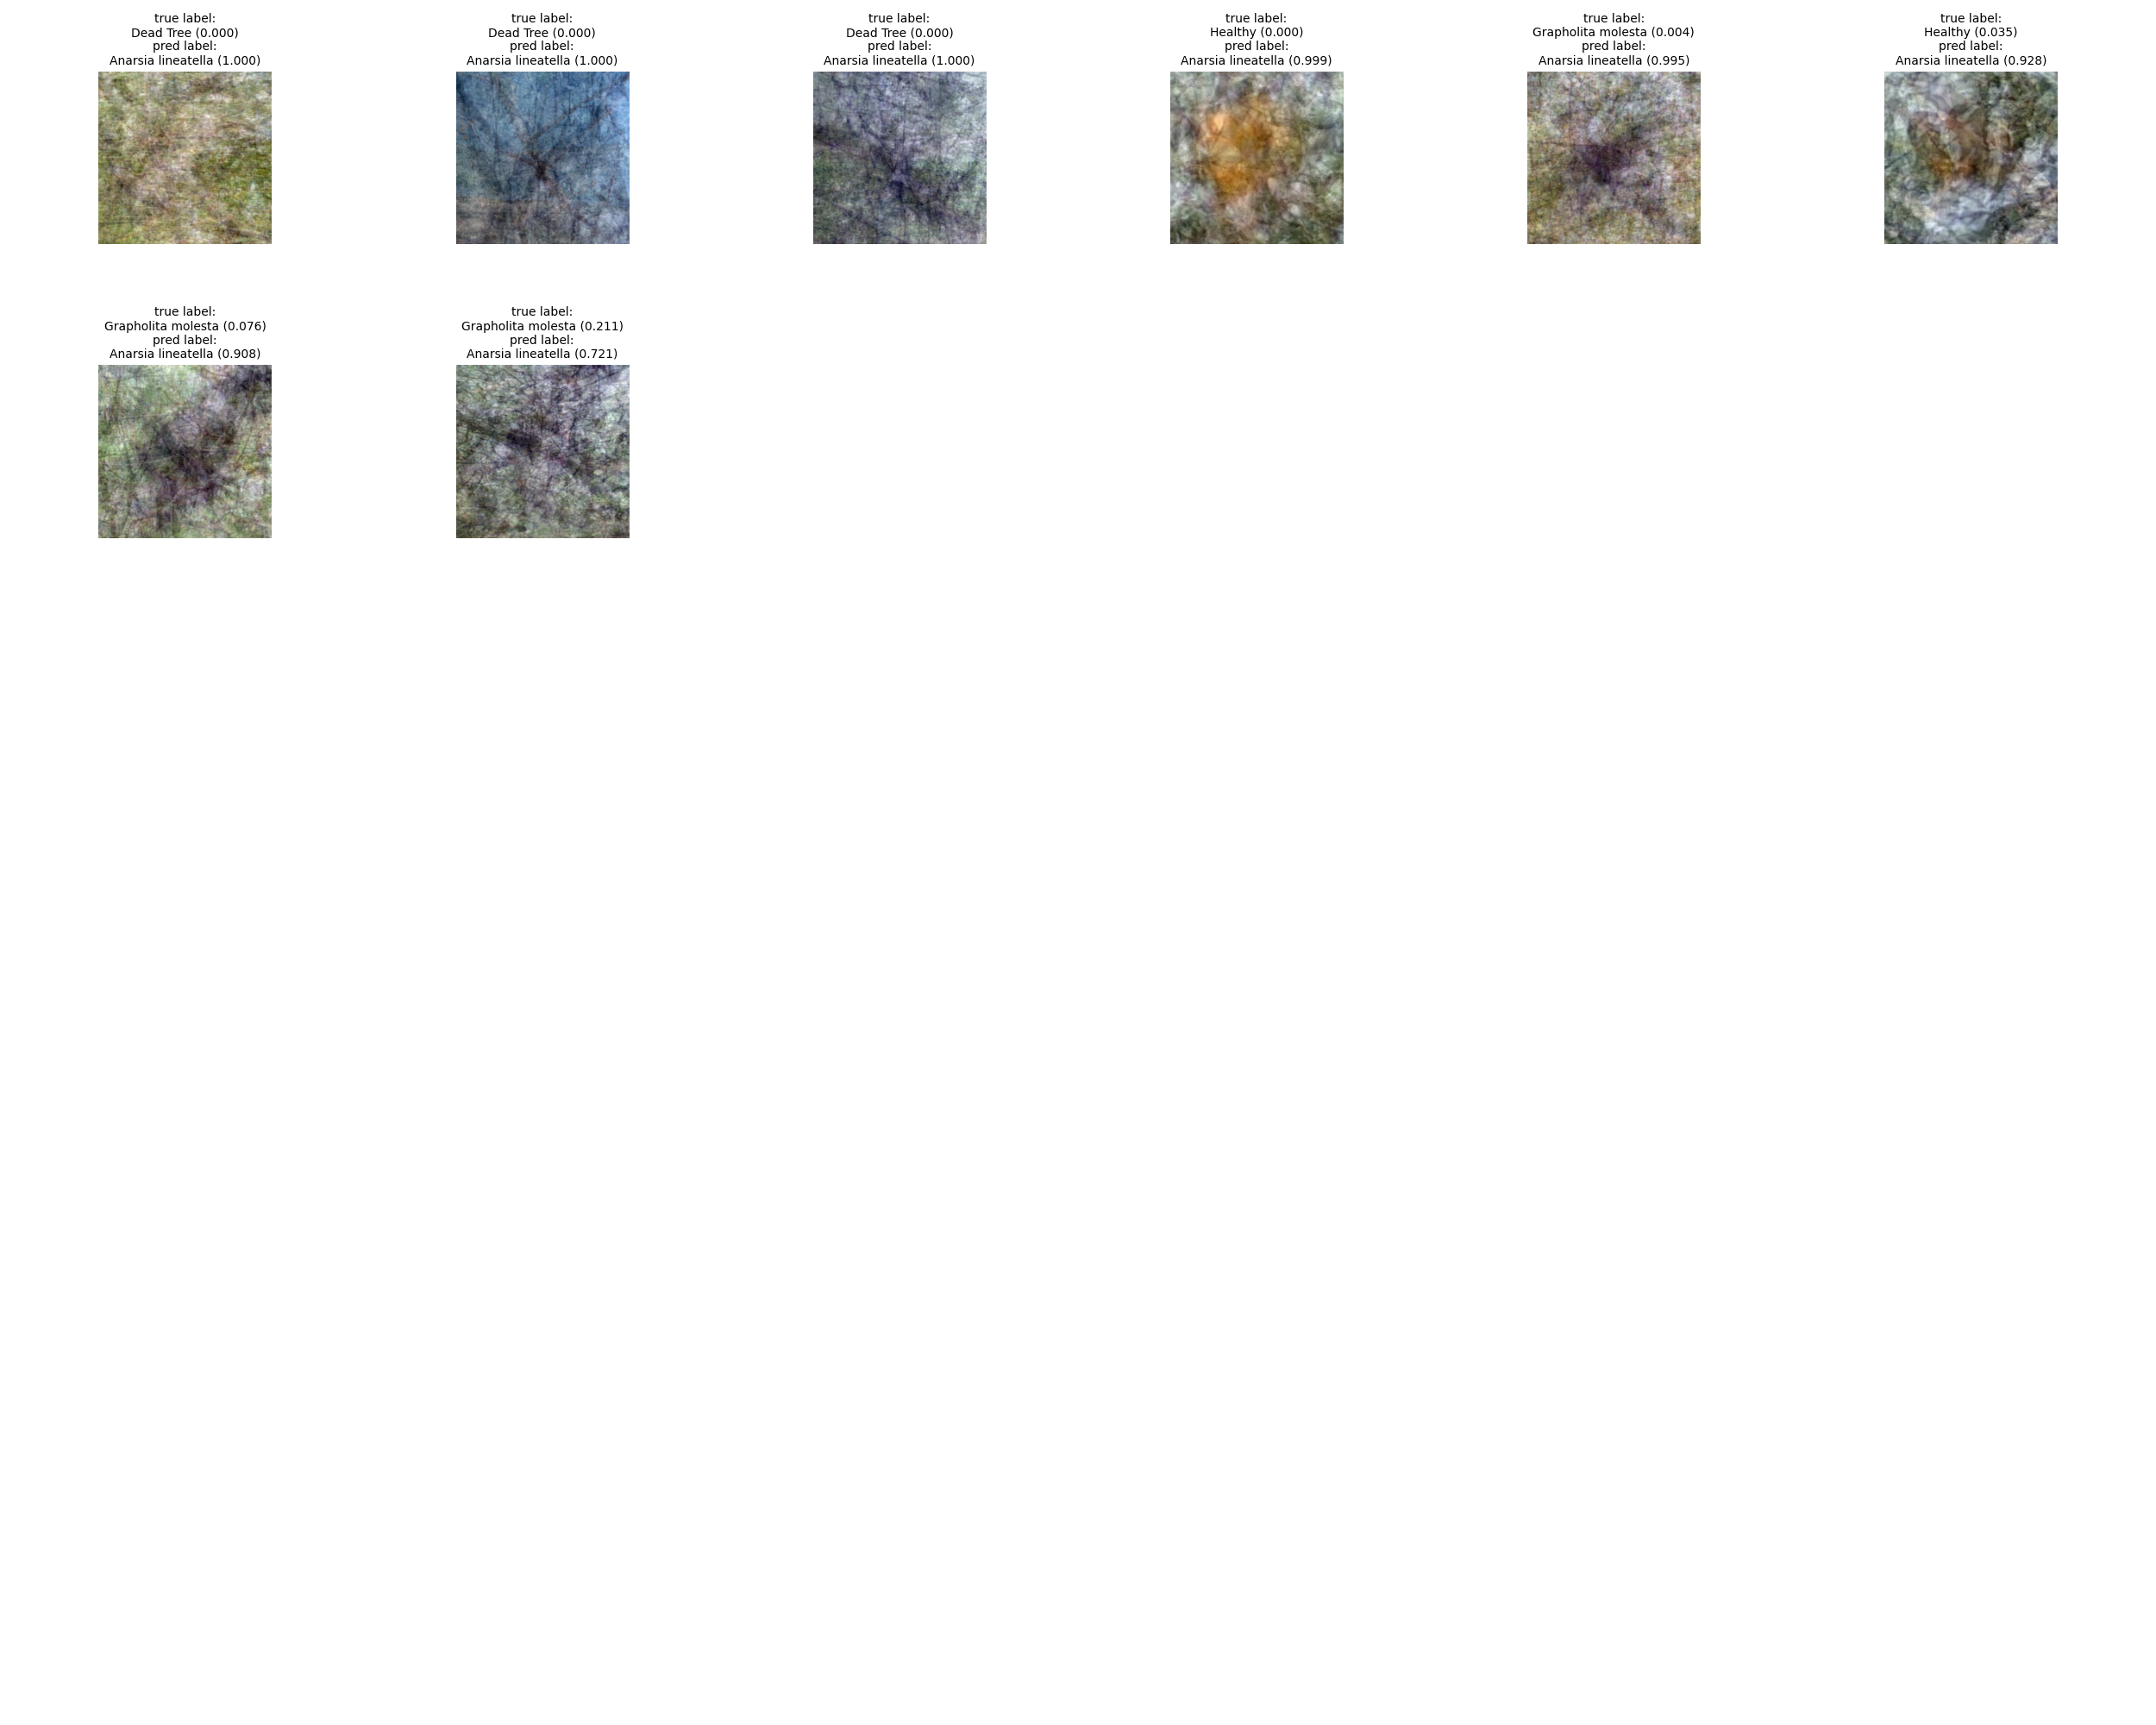 true label:
Dead Tree (0.000)
pred label:
Anarsia lineatella (1.000)
true label:
Dead Tree (0.000)
pred label:
Anarsia lineatella (1.000)
true label:
Dead Tree (0.000)
pred label:
Anarsia lineatella (1.000)
true label:
Healthy (0.000)
pred label:
Anarsia lineatella (0.999)
true label:
Grapholita molesta (0.004)
pred label:
Anarsia lineatella (0.995)
true label:
Healthy (0.035)
pred label:
Anarsia lineatella (0.928)
true label:
Grapholita molesta (0.076)
pred label:
Anarsia lineatella (0.908)
true label:
Grapholita molesta (0.211)
pred label:
Anarsia lineatella (0.721)